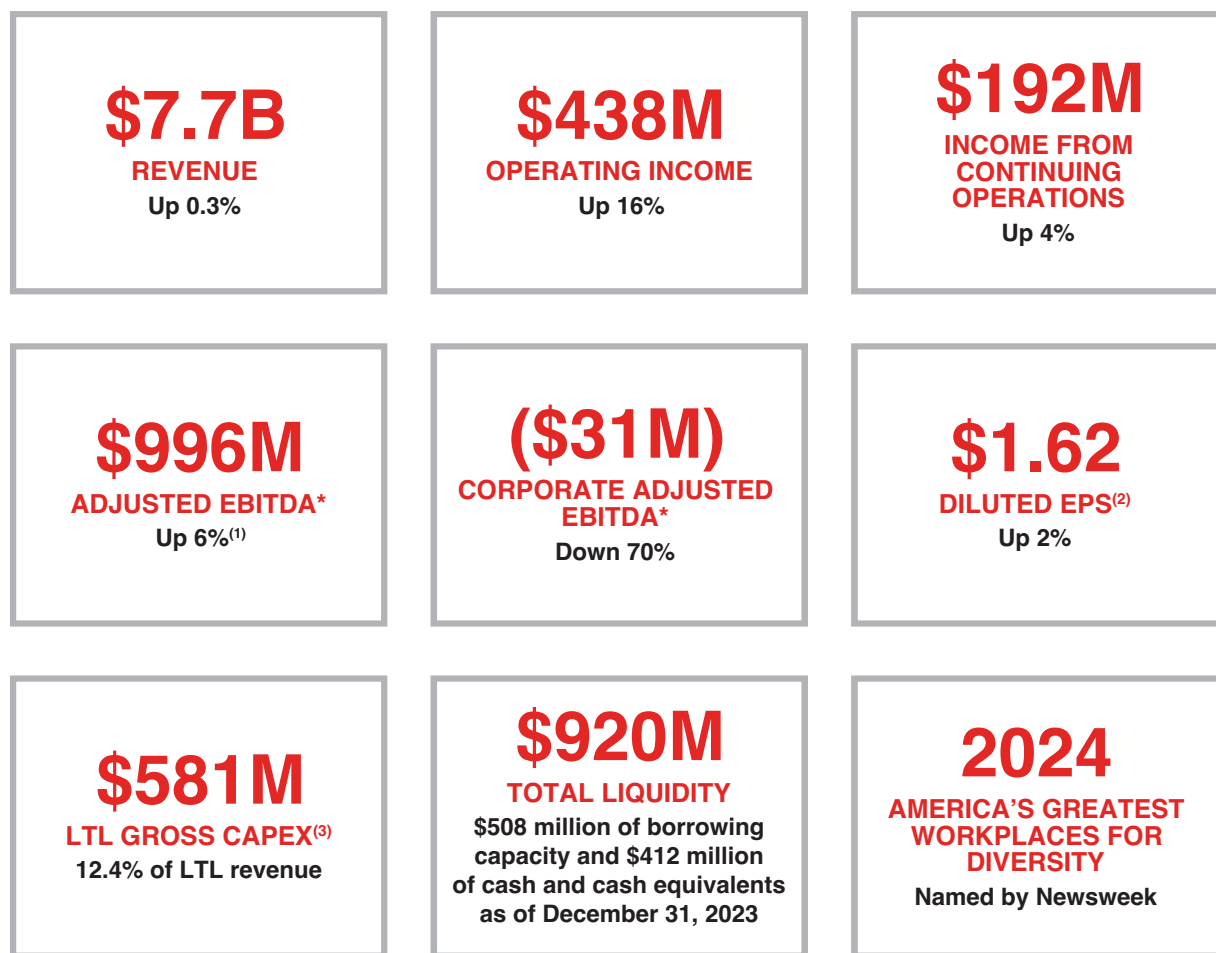 $7.7B
REVENUE
Up 0.3%
$438M
OPERATING INCOME
Up 16%
$192M
INCOME FROM
CONTINUING
OPERATIONS
Up 4%
$996M
ADJUSTED EBITDA*
Up 6%(1)
($31M)
CORPORATE ADJUSTED
EBITDA*
Down 70%
$1.62
DILUTED EPS(2)
Up 2%
$581M
LTL GROSS CAPEX(3)
12.4% of LTL revenue
$920M
TOTAL LIQUIDITY
$508 million of borrowing
capacity and $412 million
of cash and cash equivalents
as of December 31, 2023
2024
AMERICA’S GREATEST
WORKPLACES FOR
DIVERSITY
Named by Newsweek